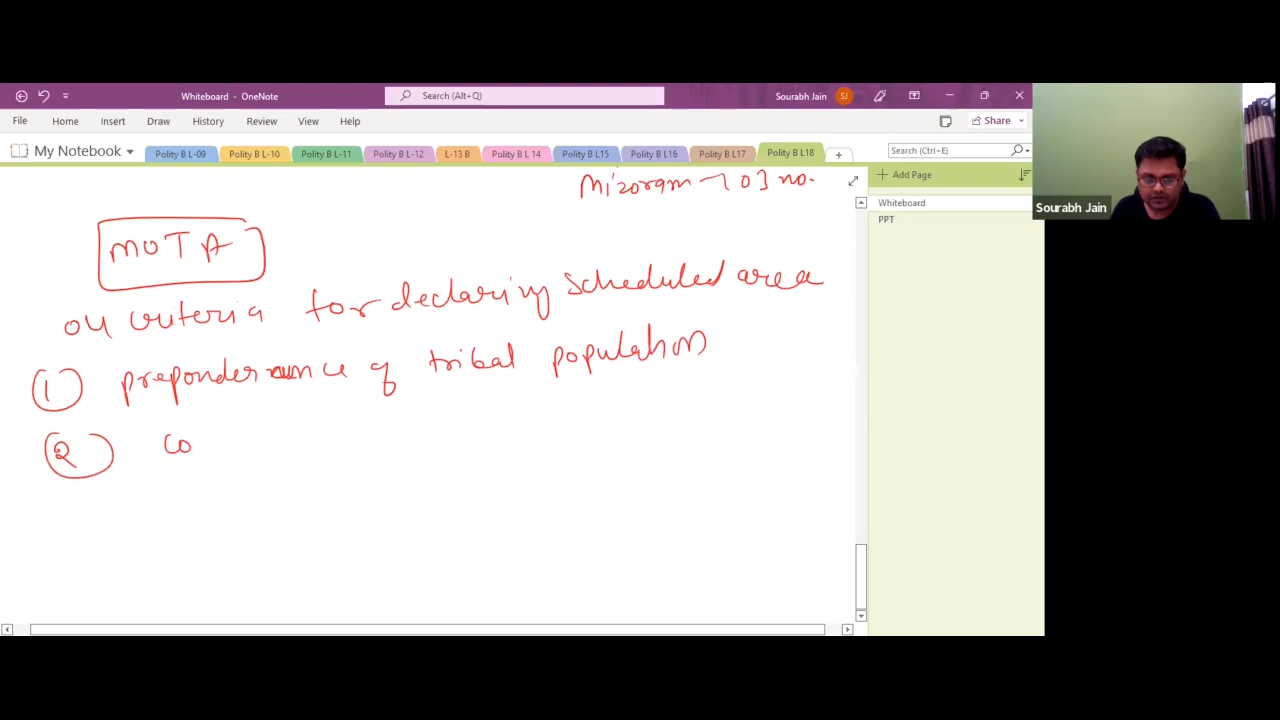 Whiteboard - OneNote
Search (Alt+Q)
Sourabh Jain
SJ
File Home Insert Draw History Review View Help
Share
My Notebook
Polity B L-09 Polity B L-10 Polity B L-11 Polity B L-12 L-13 B Polity B L 14 Polity B L15 Polity B L16 Polity B L17 Polity B L18
Search (Ctrl+E)
Add Page
Whiteboard
PPT
Sourabh Jain
Mizoram → 03 no.
MOTA
04 criteria for declaring scheduled area
1 preponderance of tribal population
2 co